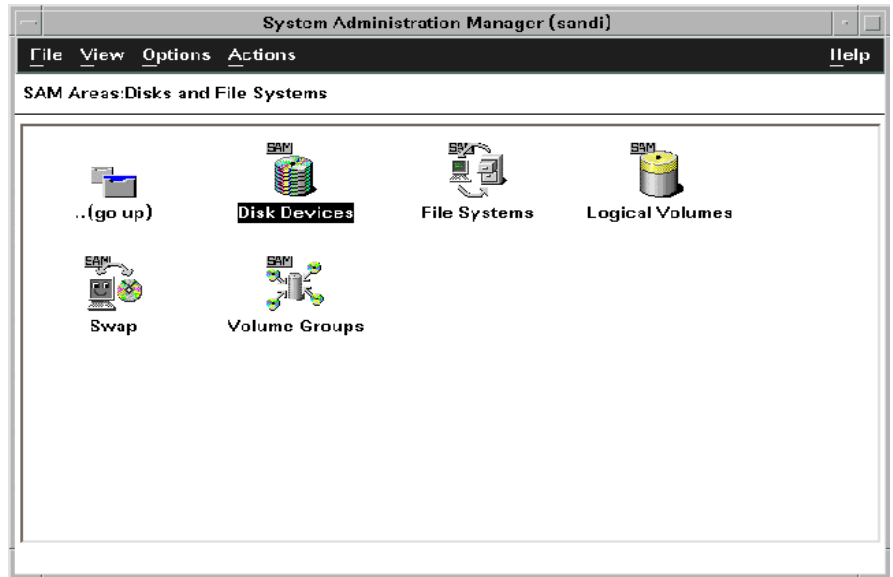 System Administration Manager (sandi)
File View Options Actions Help
SAM Areas:Disks and File Systems
SAM SAM SAM
..(go up) Disk Devices File Systems Logical Volumes
SAM SAM
Swap Volume Groups